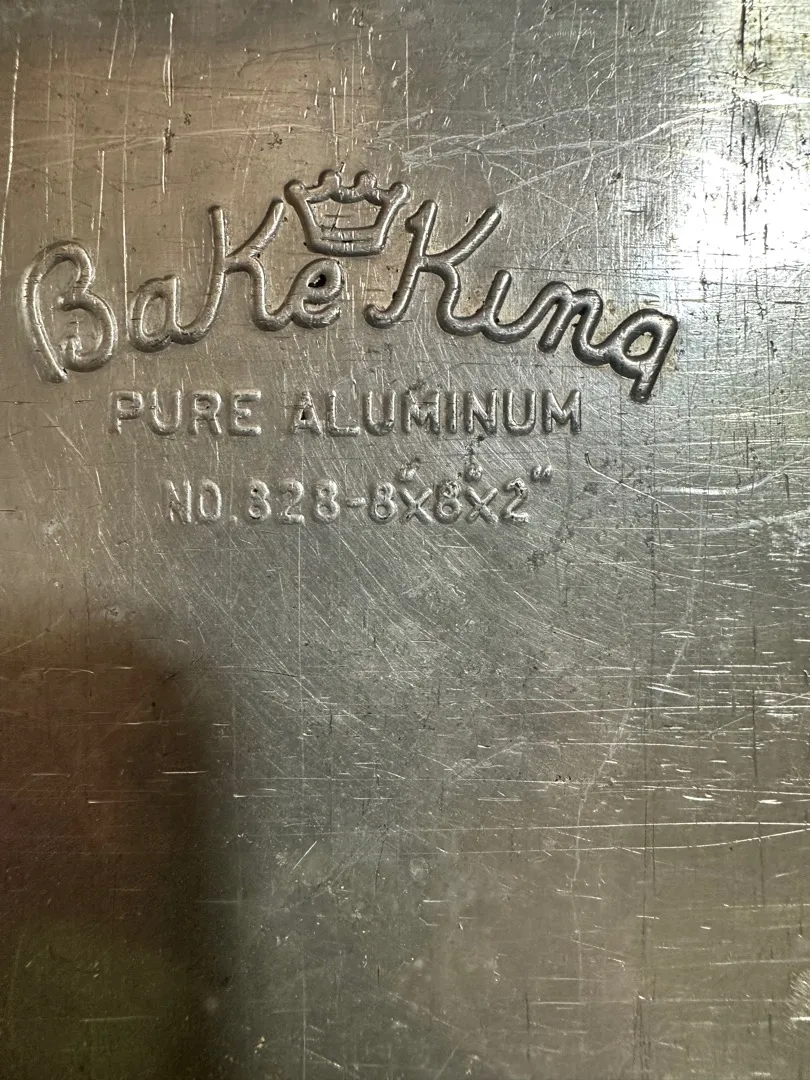 Bake King
PURE ALUMINUM
NO.828-8"x8"x2"